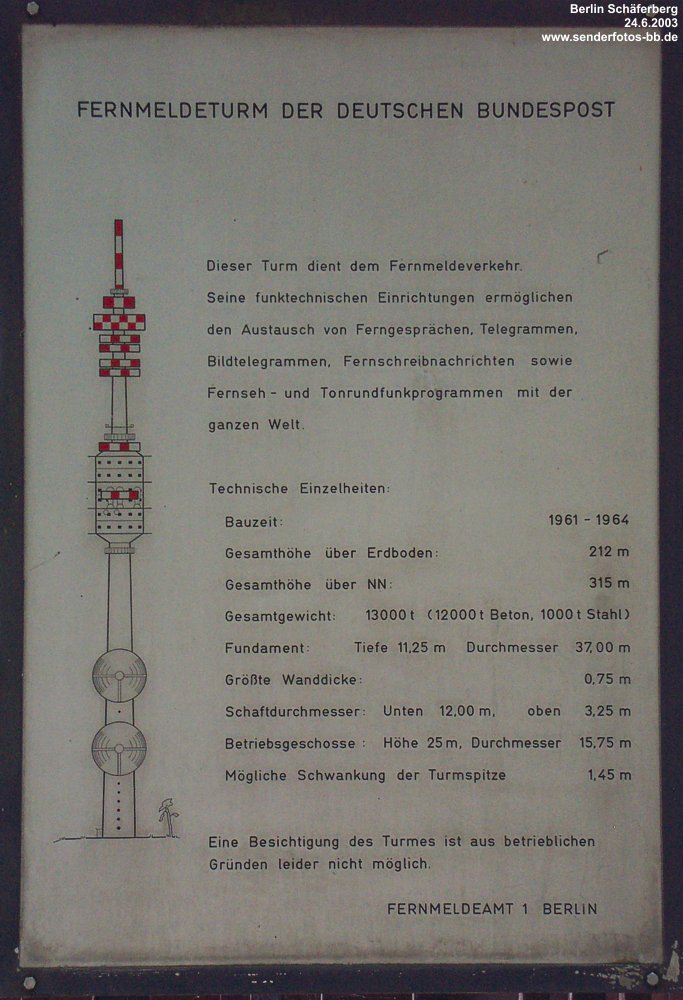 Berlin Schäferberg
24.6.2003
www.senderfotos-bb.de
FERNMELDETURM DER DEUTSCHEN BUNDESPOST
Dieser Turm dient dem Fernmeldeverkehr.
Seine funktechnischen Einrichtungen ermöglichen
den Austausch von Ferngesprächen, Telegrammen,
Bildtelegrammen, Fernschreibnachrichten sowie
Fernseh- und Tonrundfunkprogrammen mit der
ganzen Welt.
Technische Einzelheiten:
Bauzeit: 1961 - 1964
Gesamthöhe über Erdboden: 212 m
Gesamthöhe über NN: 315 m
Gesamtgewicht: 13000 t (12000 t Beton, 1000 t Stahl)
Fundament: Tiefe 11,25 m Durchmesser 37,00 m
Größte Wanddicke: 0,75 m
Schaftdurchmesser: Unten 12,00 m, oben 3,25 m
Betriebsgeschosse: Höhe 25 m, Durchmesser 15,75 m
Mögliche Schwankung der Turmspitze 1,45 m
Eine Besichtigung des Turmes ist aus betrieblichen
Gründen leider nicht möglich.
FERNMELDEAMT 1 BERLIN